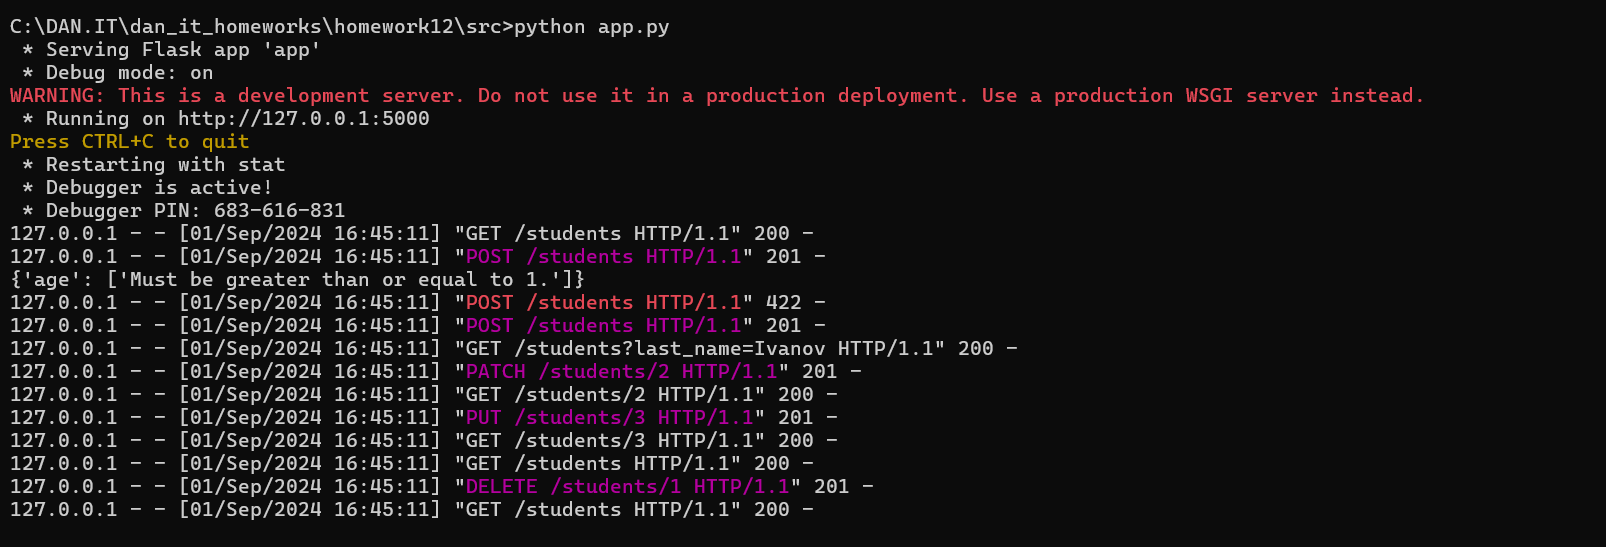 C:\DAN.IT\dan_it_homeworks\homework12\src>python app.py
 * Serving Flask app 'app'
 * Debug mode: on
WARNING: This is a development server. Do not use it in a production deployment. Use a production WSGI server instead.
 * Running on http://127.0.0.1:5000
Press CTRL+C to quit
 * Restarting with stat
 * Debugger is active!
 * Debugger PIN: 683-616-831
127.0.0.1 - - [01/Sep/2024 16:45:11] "GET /students HTTP/1.1" 200 -
127.0.0.1 - - [01/Sep/2024 16:45:11] "POST /students HTTP/1.1" 201 -
{'age': ['Must be greater than or equal to 1.']}
127.0.0.1 - - [01/Sep/2024 16:45:11] "POST /students HTTP/1.1" 422 -
127.0.0.1 - - [01/Sep/2024 16:45:11] "POST /students HTTP/1.1" 201 -
127.0.0.1 - - [01/Sep/2024 16:45:11] "GET /students?last_name=Ivanov HTTP/1.1" 200 -
127.0.0.1 - - [01/Sep/2024 16:45:11] "PATCH /students/2 HTTP/1.1" 201 -
127.0.0.1 - - [01/Sep/2024 16:45:11] "GET /students/2 HTTP/1.1" 200 -
127.0.0.1 - - [01/Sep/2024 16:45:11] "PUT /students/3 HTTP/1.1" 201 -
127.0.0.1 - - [01/Sep/2024 16:45:11] "GET /students/3 HTTP/1.1" 200 -
127.0.0.1 - - [01/Sep/2024 16:45:11] "GET /students HTTP/1.1" 200 -
127.0.0.1 - - [01/Sep/2024 16:45:11] "DELETE /students/1 HTTP/1.1" 201 -
127.0.0.1 - - [01/Sep/2024 16:45:11] "GET /students HTTP/1.1" 200 -